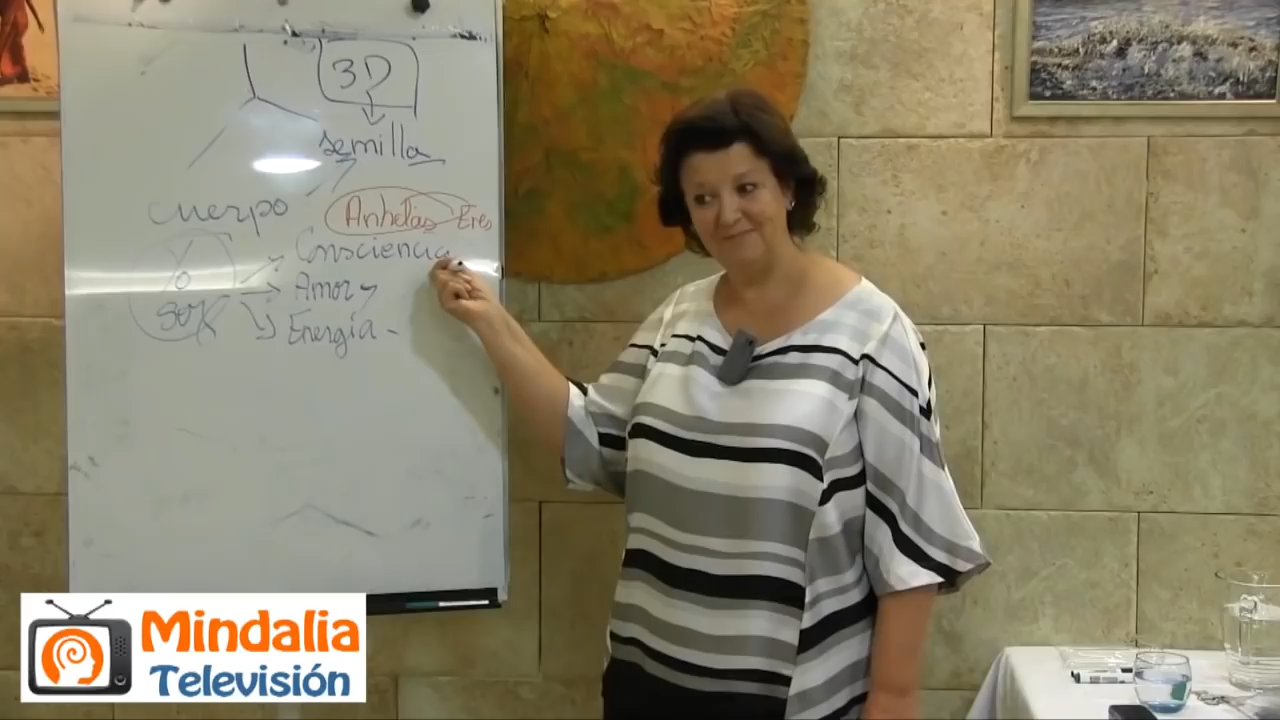 3D
semilla
cuerpo
Anhelas Eres
Consciencia
Amor y
Energía -
Mindalia
Televisión